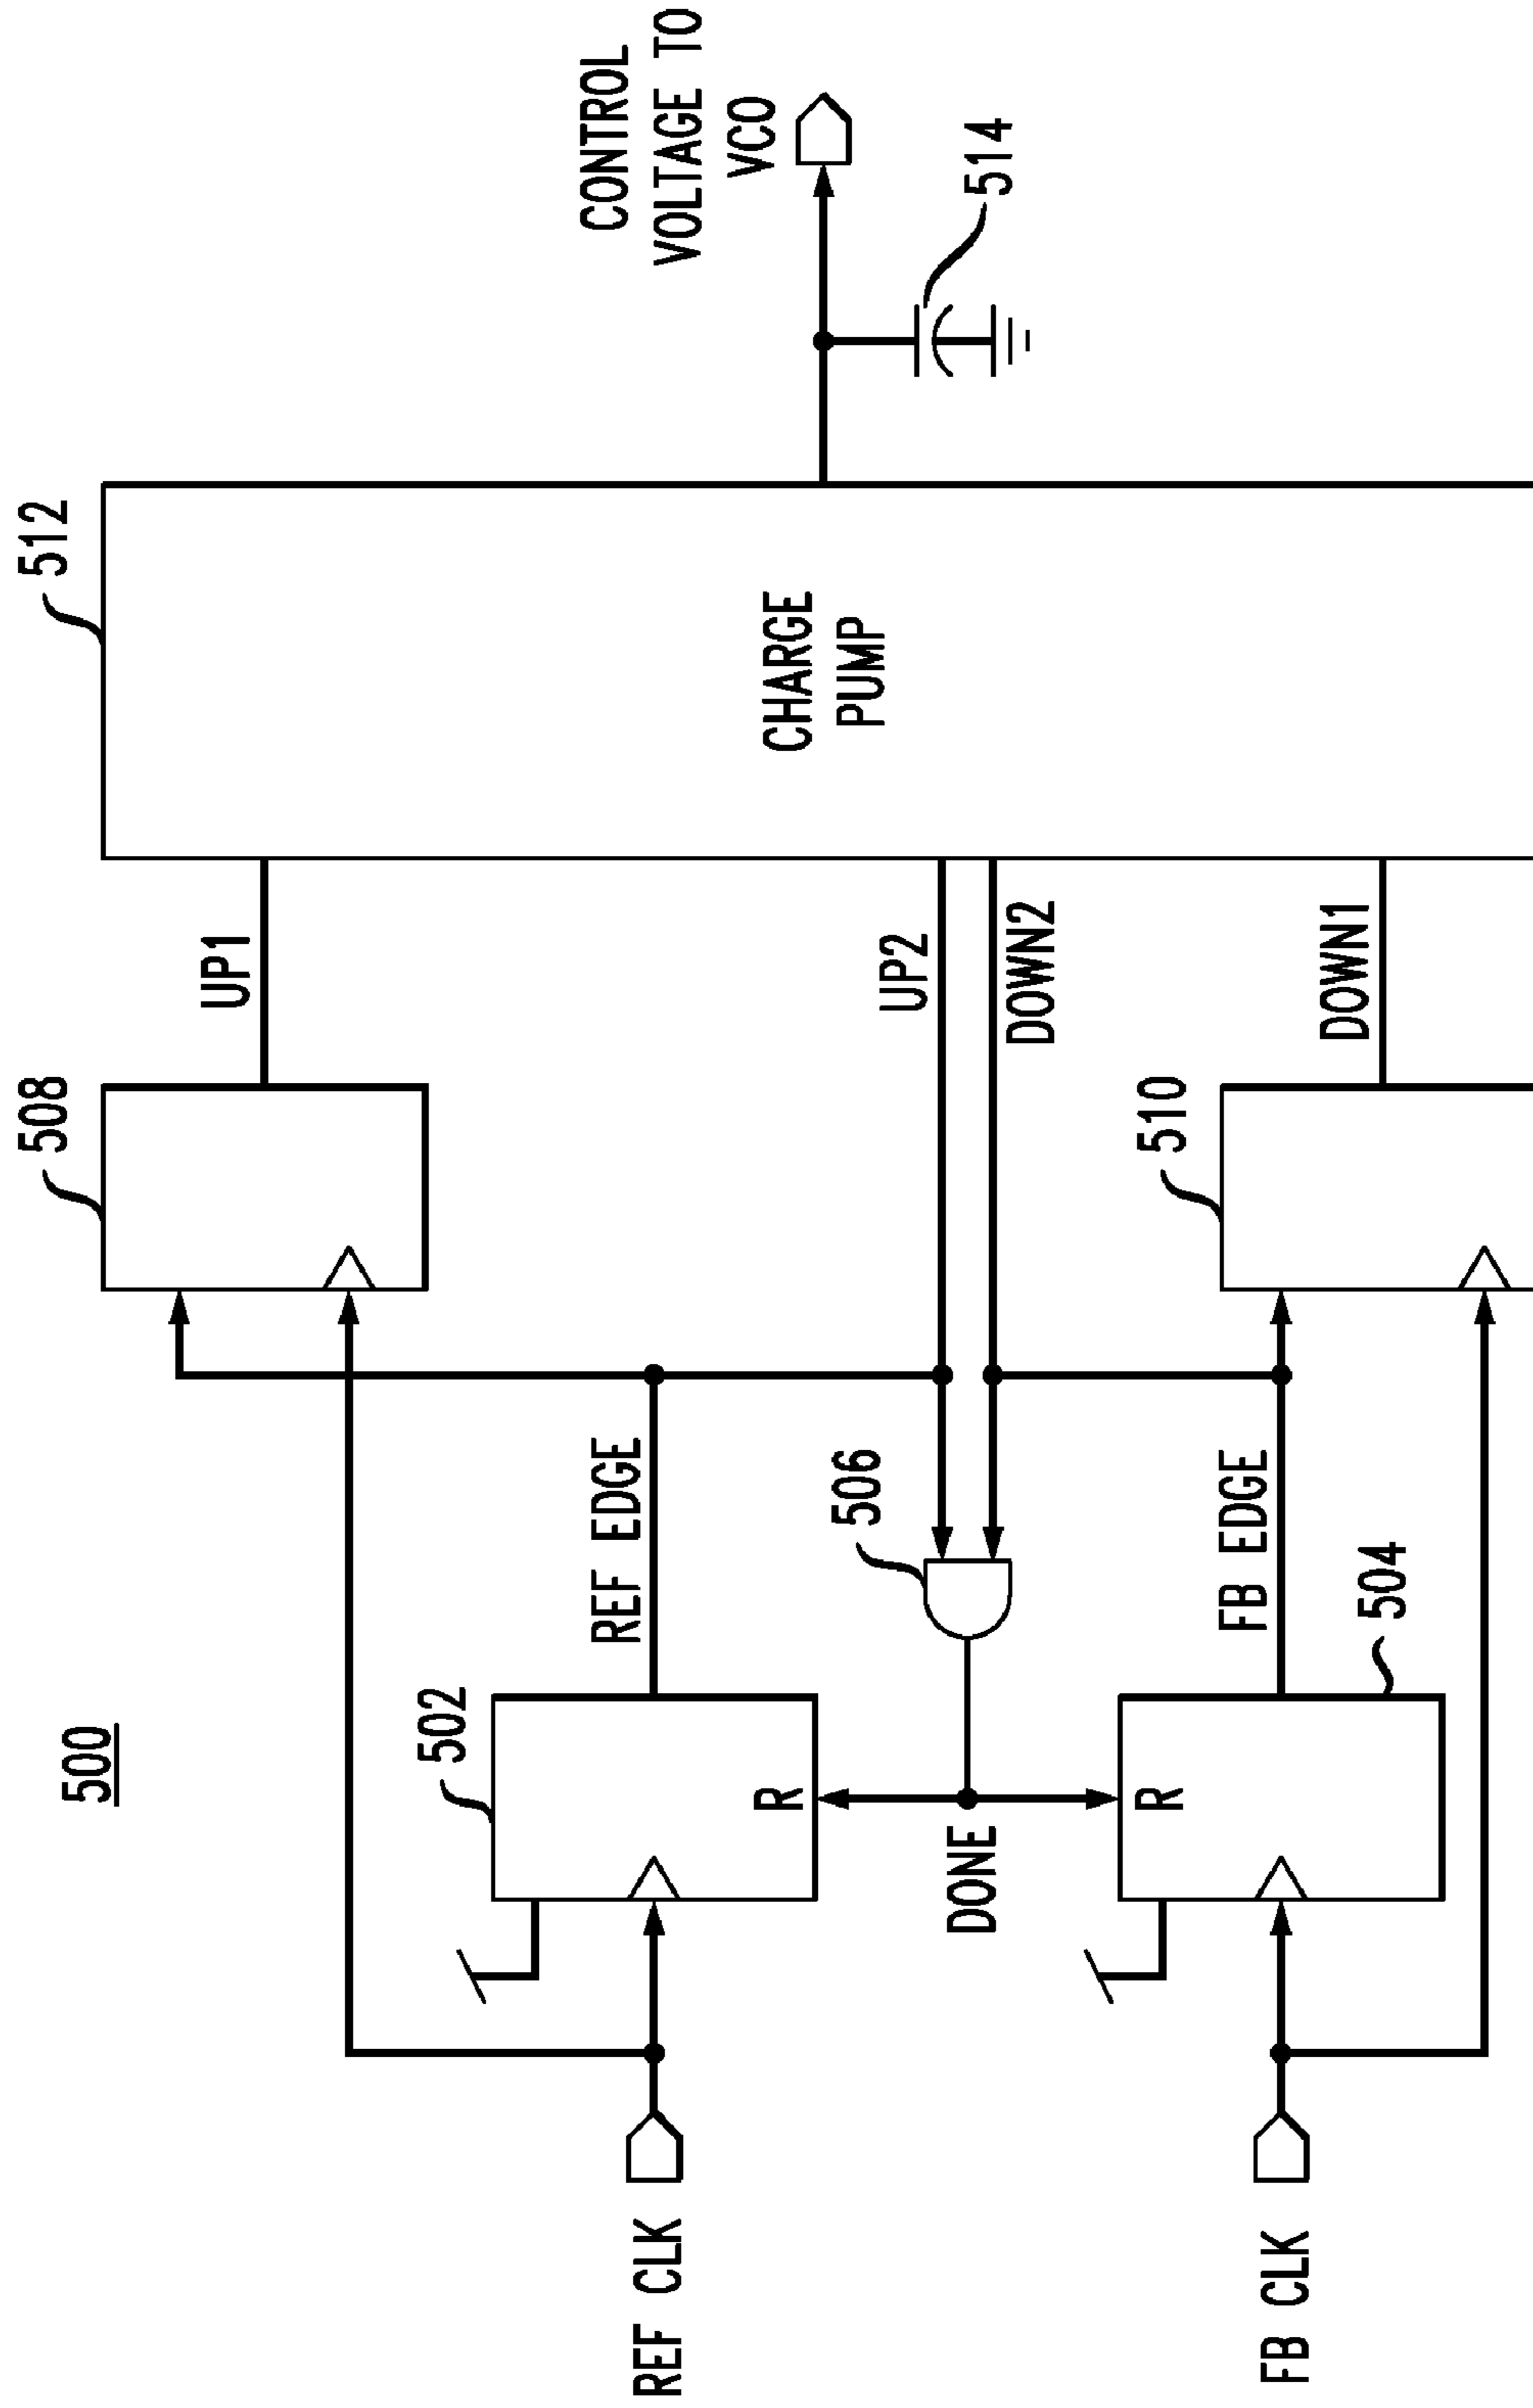 500
508
512
UP1
502
REF EDGE
CONTROL
VOLTAGE TO
VCO
REF CLK
R
506
UP2
CHARGE
PUMP
DONE
DOWN2
514
R
510
FB EDGE
FB CLK
504
DOWN1